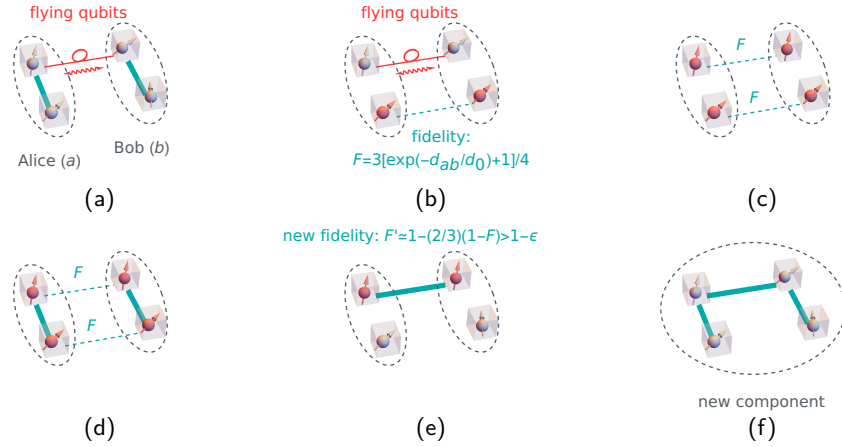 flying qubits
Alice (a)
Bob (b)
(a)
flying qubits
fidelity:
F=3[exp(−d_ab/d_0)+1]/4
(b)
F
F
(c)
F
F
(d)
new fidelity: F'≃1−(2/3)(1−F)>1−ϵ
(e)
new component
(f)